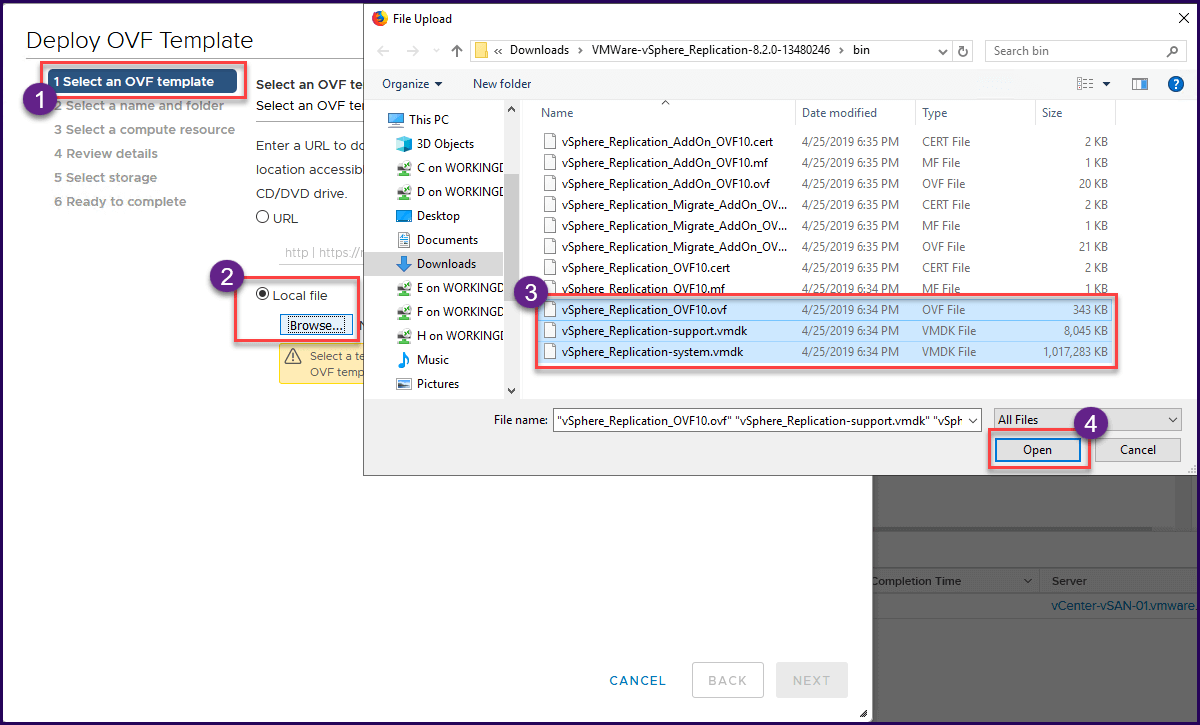 Deploy OVF Template
1 Select an OVF template
2 Select a name and folder
3 Select a compute resource
4 Review details
5 Select storage
6 Ready to complete
1
Select an OVF te
Select an OVF ter
Enter a URL to do
location accessib
CD/DVD drive.
URL
http | https://r
2
Local file
Browse...
Select a te
OVF temp
CANCEL
BACK
NEXT
File Upload
« Downloads > VMWare-vSphere_Replication-8.2.0-13480246 > bin
Search bin
Organize
New folder
This PC
3D Objects
C on WORKINGD
D on WORKINGD
Desktop
Documents
Downloads
E on WORKINGD
F on WORKINGD
H on WORKINGD
Music
Pictures
Name Date modified Type Size
vSphere_Replication_AddOn_OVF10.cert 4/25/2019 6:35 PM CERT File 2 KB
vSphere_Replication_AddOn_OVF10.mf 4/25/2019 6:35 PM MF File 1 KB
vSphere_Replication_AddOn_OVF10.ovf 4/25/2019 6:35 PM OVF File 20 KB
vSphere_Replication_Migrate_AddOn_OV... 4/25/2019 6:35 PM CERT File 2 KB
vSphere_Replication_Migrate_AddOn_OV... 4/25/2019 6:35 PM MF File 1 KB
vSphere_Replication_Migrate_AddOn_OV... 4/25/2019 6:35 PM OVF File 21 KB
vSphere_Replication_OVF10.cert 4/25/2019 6:34 PM CERT File 2 KB
vSphere_Replication_OVF10.mf 4/25/2019 6:34 PM MF File 1 KB
3
vSphere_Replication_OVF10.ovf 4/25/2019 6:34 PM OVF File 343 KB
vSphere_Replication-support.vmdk 4/25/2019 6:34 PM VMDK File 8,045 KB
vSphere_Replication-system.vmdk 4/25/2019 6:34 PM VMDK File 1,017,283 KB
File name: "vSphere_Replication_OVF10.ovf" "vSphere_Replication-support.vmdk" "vSph
All Files
4
Open
Cancel
Completion Time
Server
vCenter-vSAN-01.vmware.